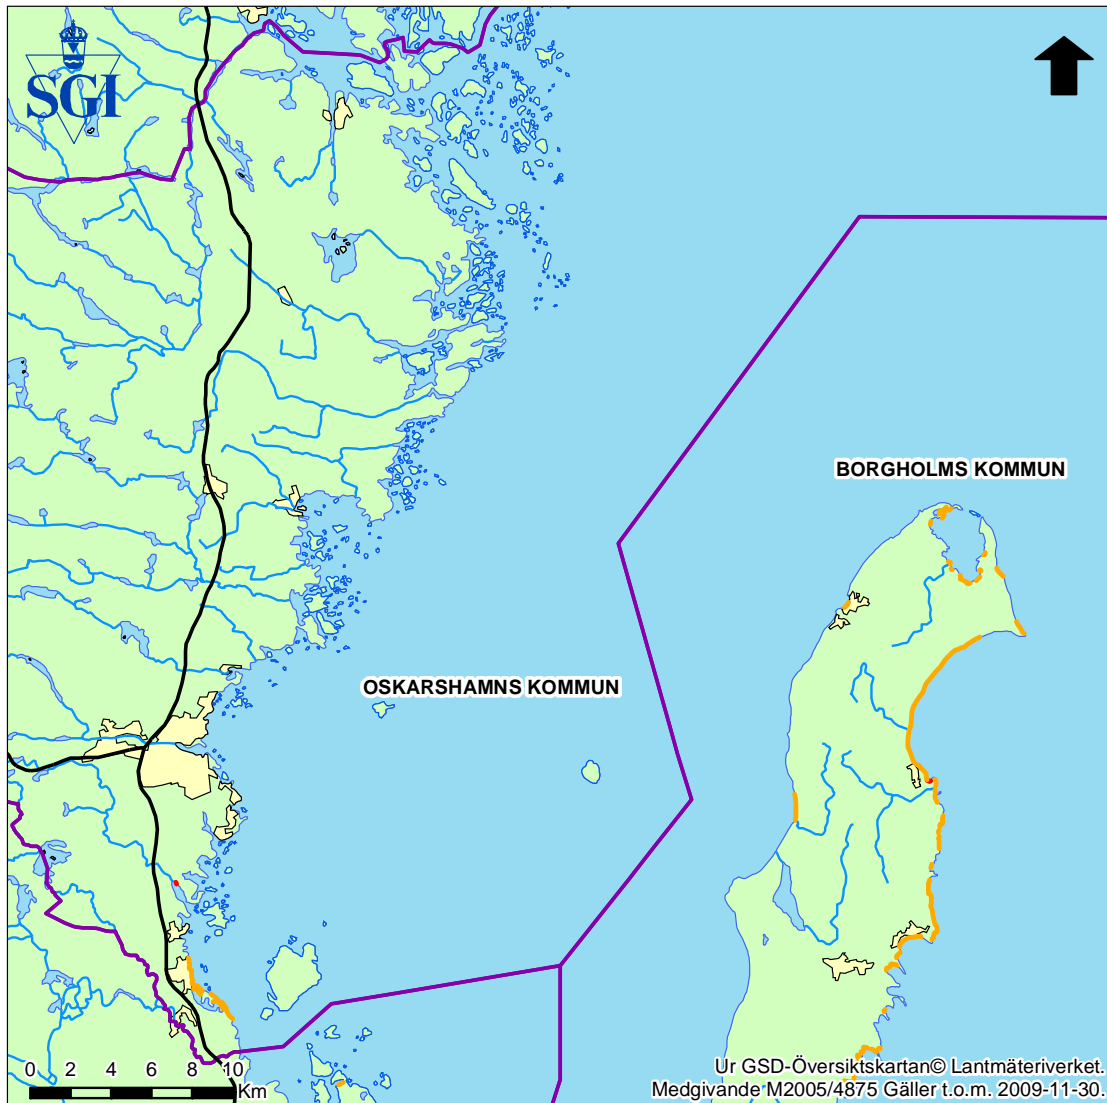 SGI
BORGHOLMS KOMMUN
OSKARSHAMNS KOMMUN
0 2 4 6 8 10
Km
Ur GSD-Översiktskartan© Lantmäteriverket.
Medgivande M2005/4875 Gäller t.o.m. 2009-11-30.